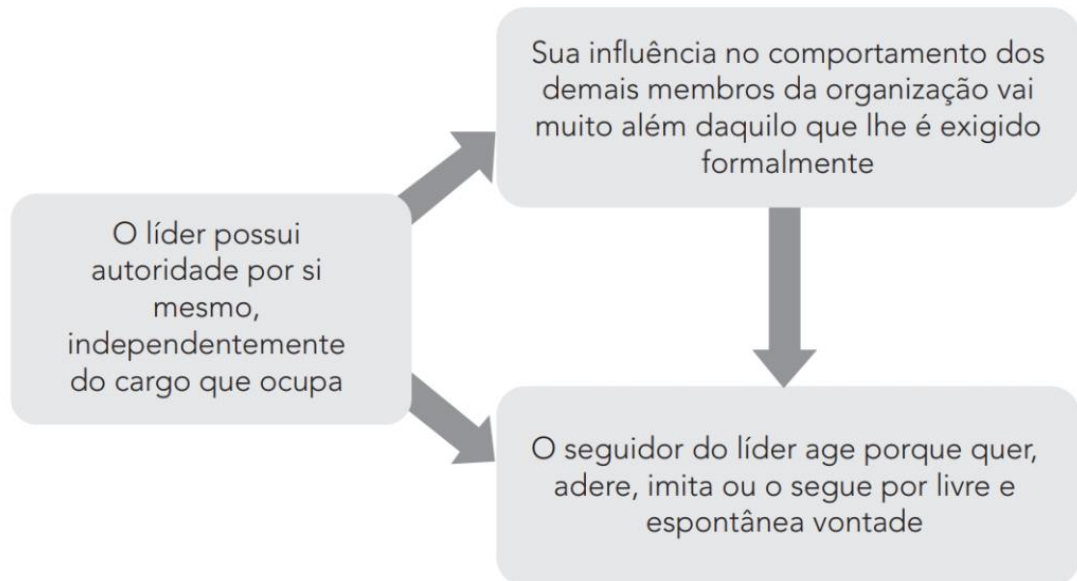 Sua influência no comportamento dos
demais membros da organização vai
muito além daquilo que lhe é exigido
formalmente
O líder possui
autoridade por si
mesmo,
independentemente
do cargo que ocupa
O seguidor do líder age porque quer,
adere, imita ou o segue por livre e
espontânea vontade